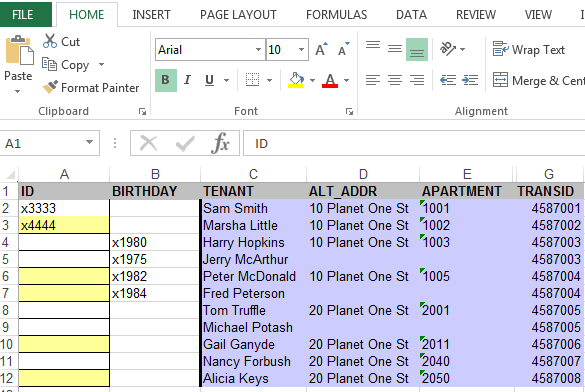 FILE HOME INSERT PAGE LAYOUT FORMULAS DATA REVIEW VIEW
Cut
Copy
Format Painter
Paste
Clipboard
Arial 10 A A
B I U A
Font
Wrap Text
Merge & Cent
Alignment
A1 fx ID
A B C D E G
1 ID BIRTHDAY TENANT ALT_ADDR APARTMENT TRANSID
2 x3333 Sam Smith 10 Planet One St 1001 4587001
3 x4444 Marsha Little 10 Planet One St 1002 4587002
4 x1980 Harry Hopkins 10 Planet One St 1003 4587003
5 x1975 Jerry McArthur 4587003
6 x1982 Peter McDonald 10 Planet One St 1005 4587004
7 x1984 Fred Peterson 4587004
8 Tom Truffle 20 Planet One St 2001 4587005
9 Michael Potash 4587005
10 Gail Ganyde 20 Planet One St 2011 4587006
11 Nancy Forbush 20 Planet One St 2040 4587007
12 Alicia Keys 20 Planet One St 2050 4587008